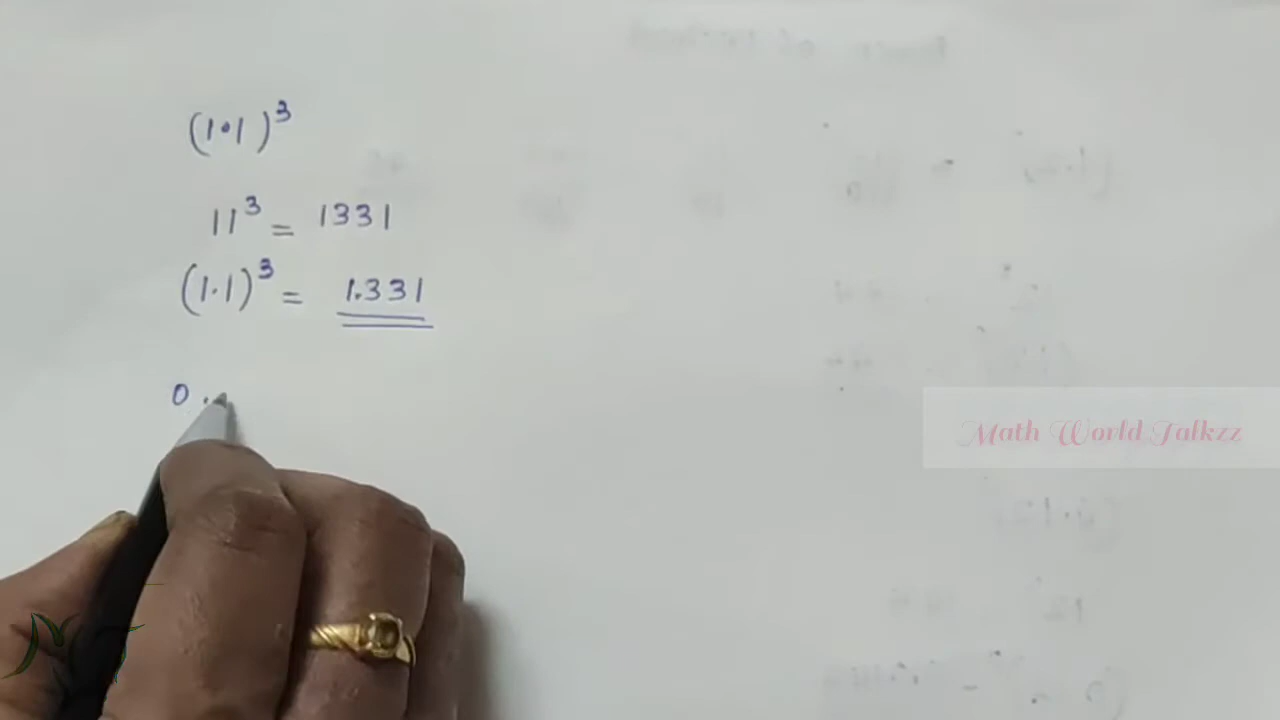 (1·1)³
11³ = 1331
(1.1)³ = 1.331
0.
Math World Talkzz